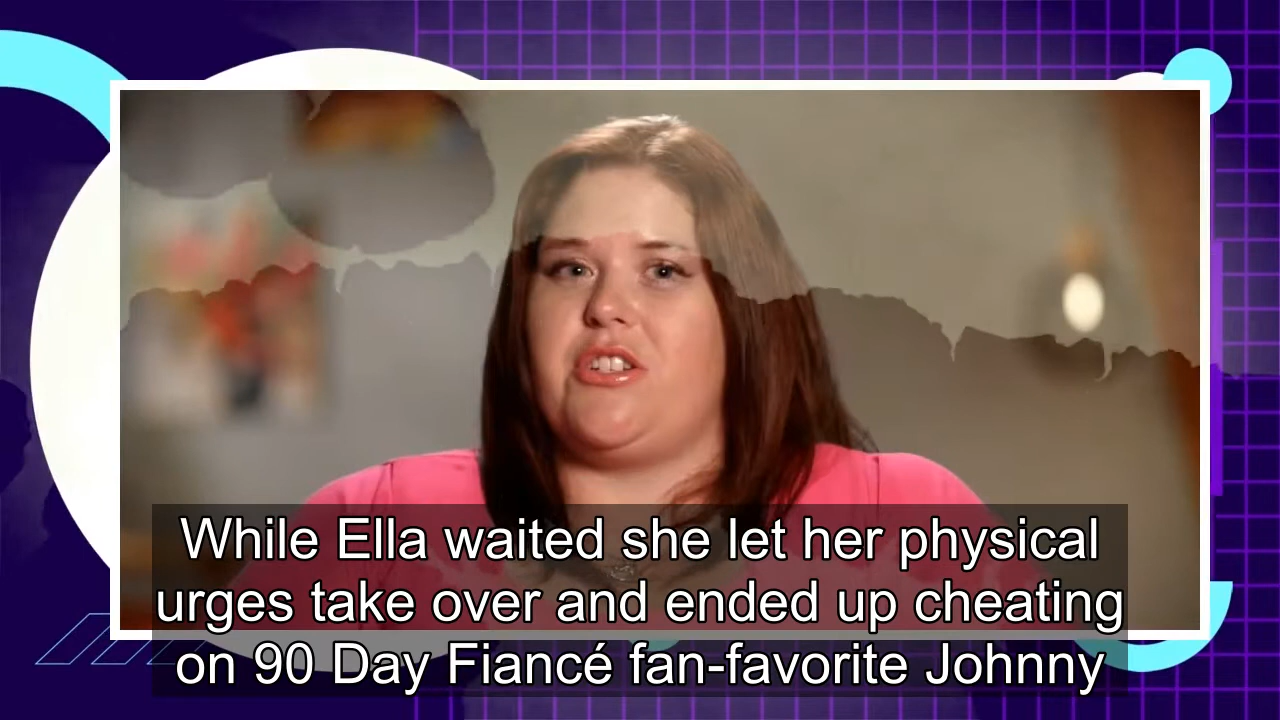 While Ella waited she let her physical
urges take over and ended up cheating
on 90 Day Fiancé fan-favorite Johnny